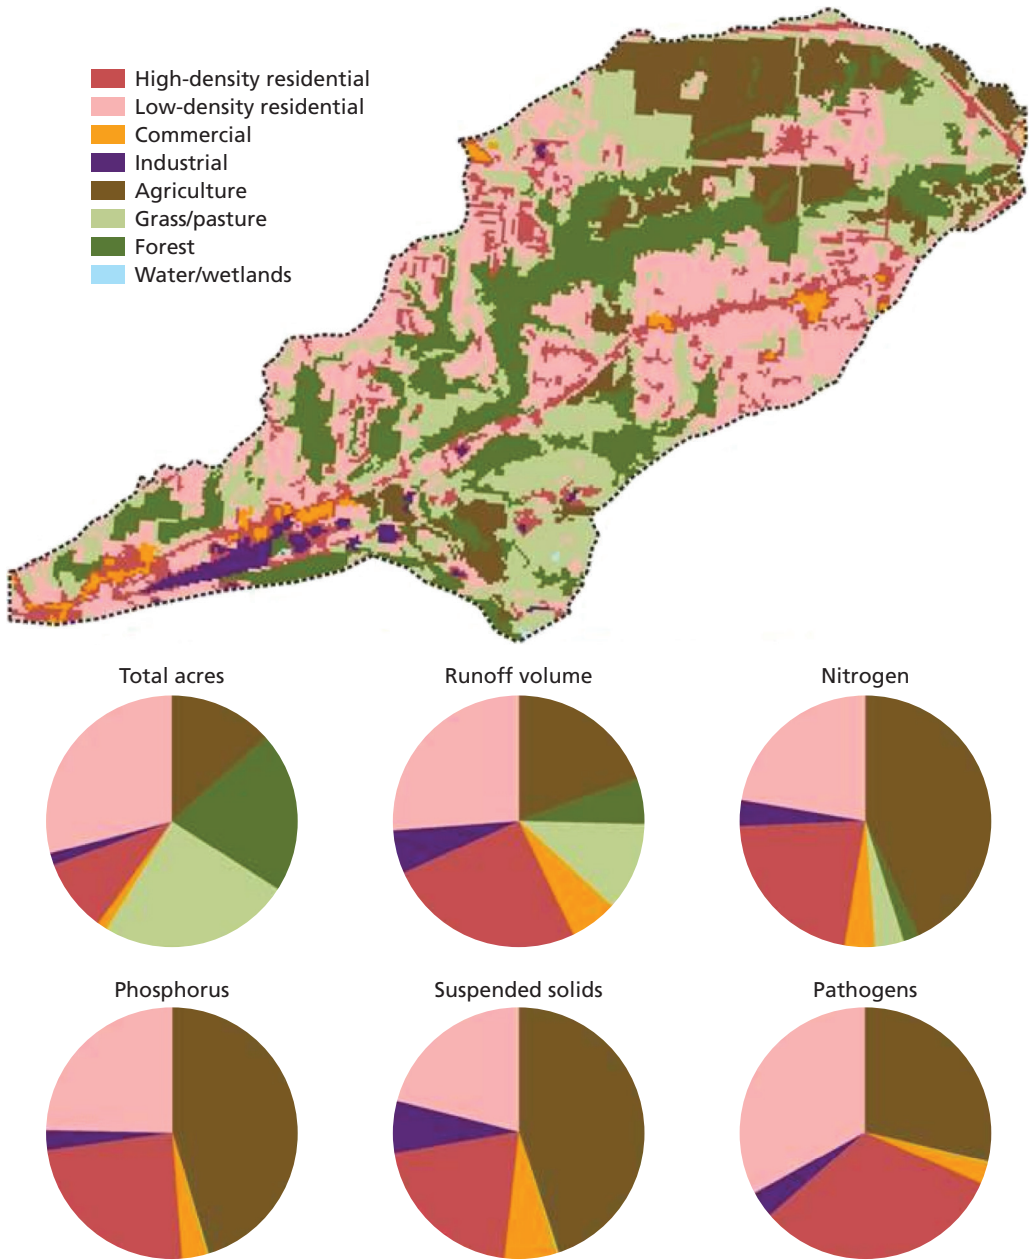 High-density residential
Low-density residential
Commercial
Industrial
Agriculture
Grass/pasture
Forest
Water/wetlands
Total acres
Runoff volume
Nitrogen
Phosphorus
Suspended solids
Pathogens